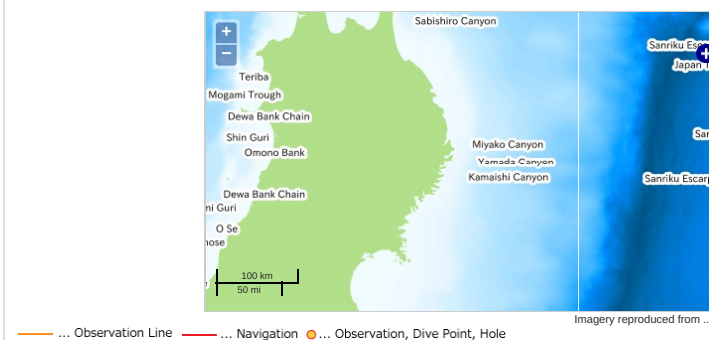 Sabishiro Canyon
+
−
Sanriku Esc
Japan
Teriba
Mogami Trough
Dewa Bank Chain
San
Shin Guri
Miyako Canyon
Omono Bank
Yamada Canyon
Kamaishi Canyon
Sanriku Escarp
Dewa Bank Chain
ni Guri
O Se
nose
100 km
50 mi
Imagery reproduced from ..
... Observation Line ... Navigation ... Observation, Dive Point, Hole